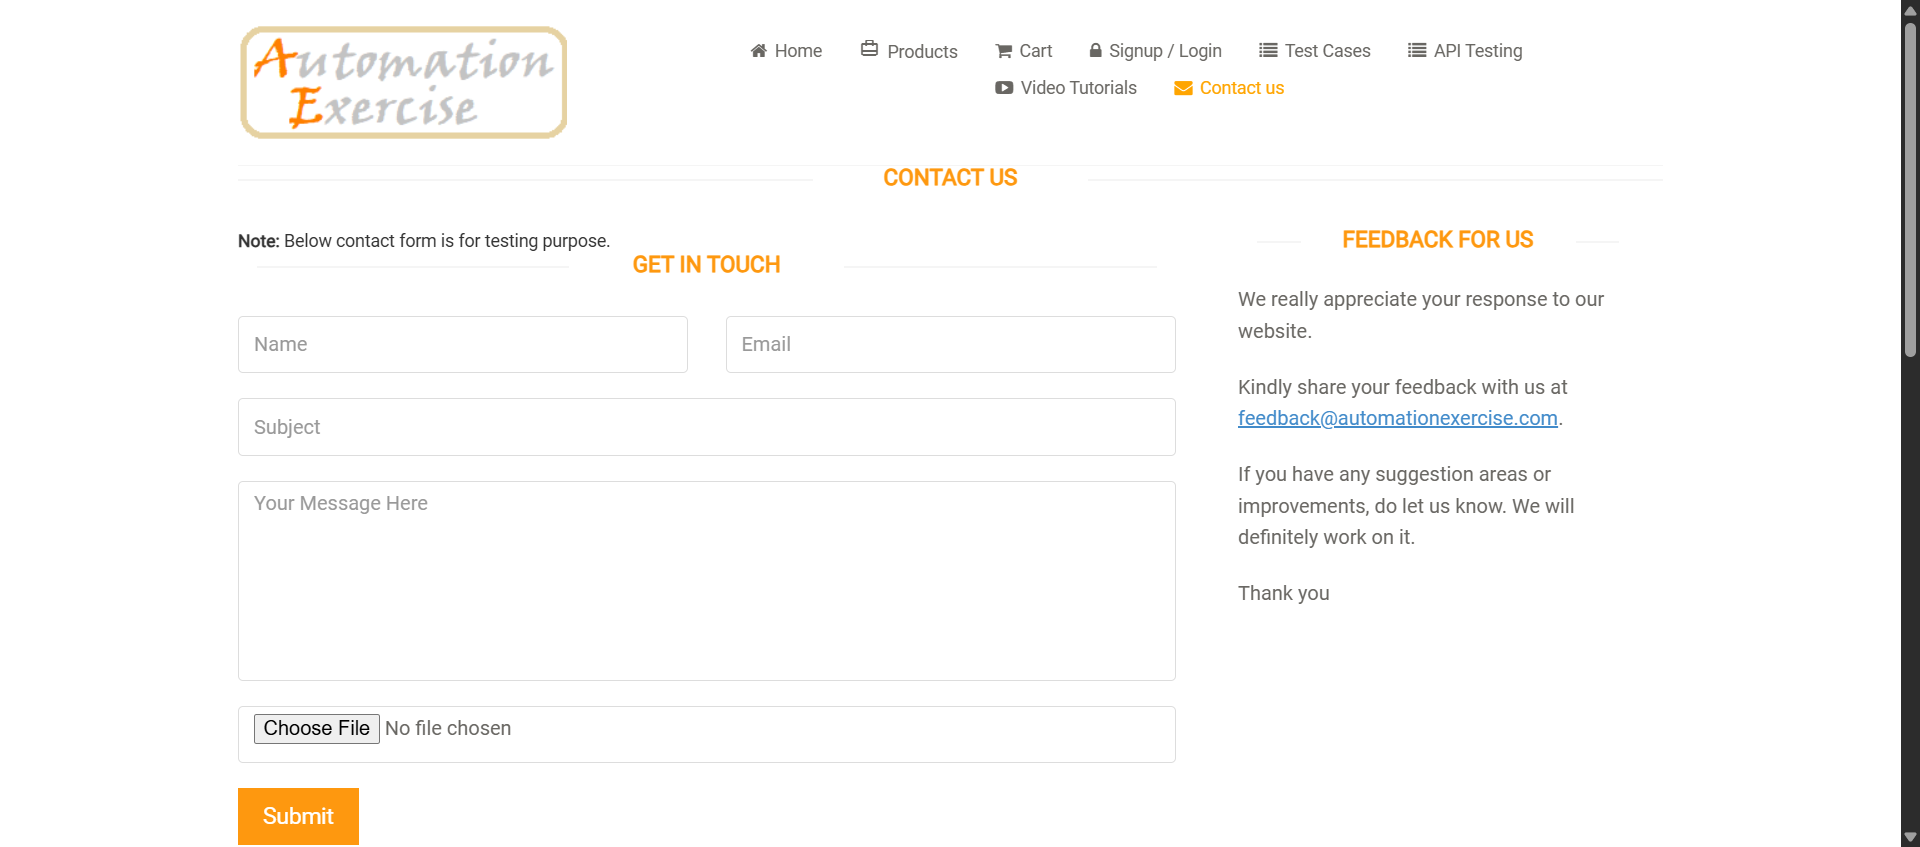 Automation
Exercise
Home
Products
Cart
Signup / Login
Test Cases
API Testing
Video Tutorials
Contact us
CONTACT US
Note: Below contact form is for testing purpose.
GET IN TOUCH
Name
Email
Subject
Your Message Here
Choose File No file chosen
Submit
FEEDBACK FOR US
We really appreciate your response to our
website.
Kindly share your feedback with us at
feedback@automationexercise.com.
If you have any suggestion areas or
improvements, do let us know. We will
definitely work on it.
Thank you